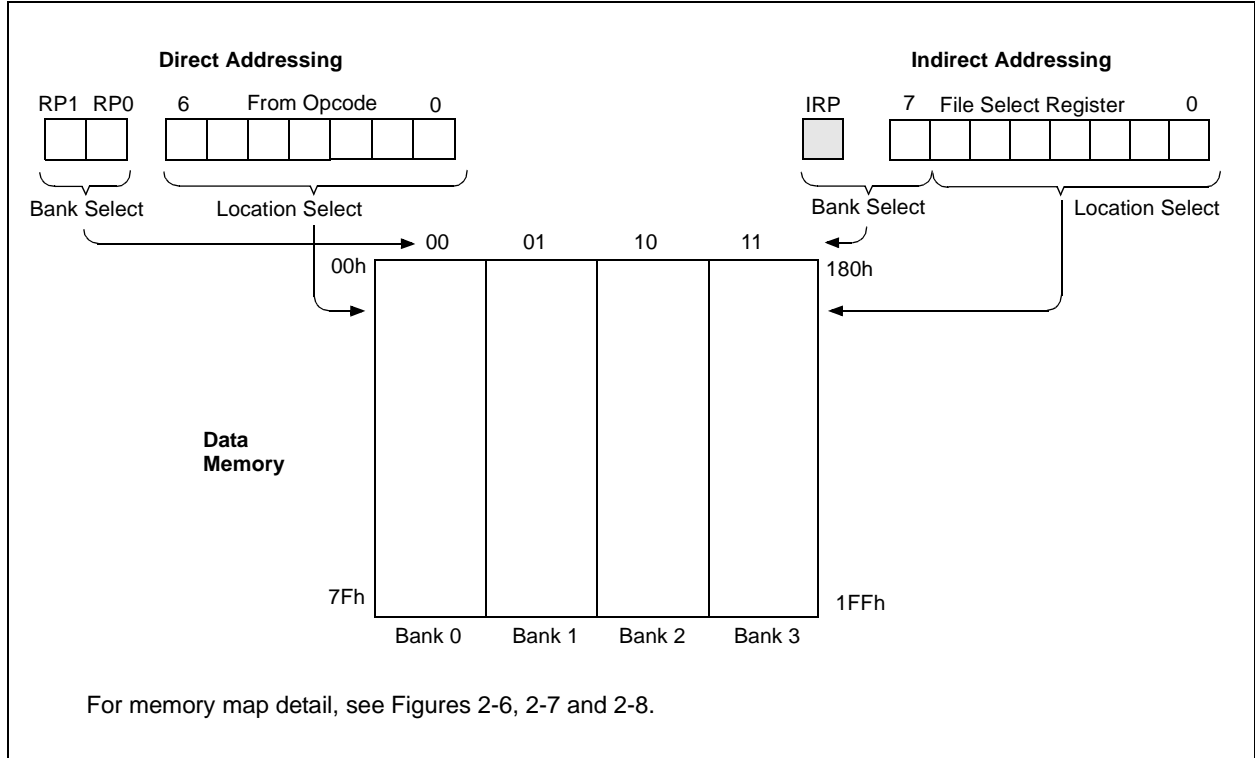 Direct Addressing
Indirect Addressing
RP1 RP0 6 From Opcode 0
IRP 7 File Select Register 0
Bank Select Location Select
Bank Select Location Select
00 01 10 11
00h 180h
Data
Memory
7Fh 1FFh
Bank 0 Bank 1 Bank 2 Bank 3
For memory map detail, see Figures 2-6, 2-7 and 2-8.